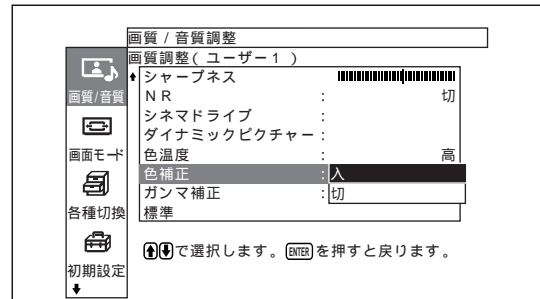 画質 / 音質調整
画質調整( ユーザー1 )
シャープネス
画質/音質
NR : 切
シネマドライブ :
ダイナミックピクチャー :
画面モード
色温度 : 高
色補正 : 入
ガンマ補正 : 切
各種切換
標準
で選択します。ENTERを押すと戻ります。
初期設定